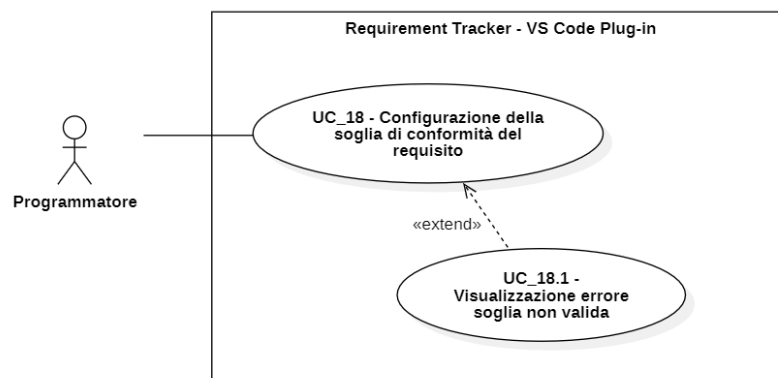 Requirement Tracker - VS Code Plug-in
UC_18 - Configurazione della
soglia di conformità del
requisito
Programmatore
«extend»
UC_18.1 -
Visualizzazione errore
soglia non valida